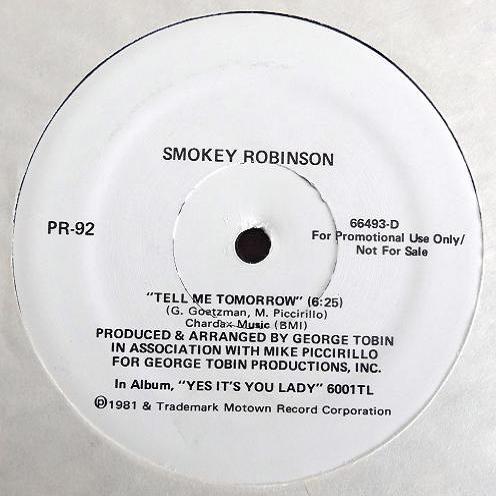 SMOKEY ROBINSON
PR-92
66493-D
For Promotional Use Only/
Not For Sale
"TELL ME TOMORROW" (6:25)
(G. Goetzman, M. Piccirillo)
Chardax Music (BMI)
PRODUCED & ARRANGED BY GEORGE TOBIN
IN ASSOCIATION WITH MIKE PICCIRILLO
FOR GEORGE TOBIN PRODUCTIONS, INC.
In Album, "YES IT'S YOU LADY" 6001TL
℗1981 & Trademark Motown Record Corporation